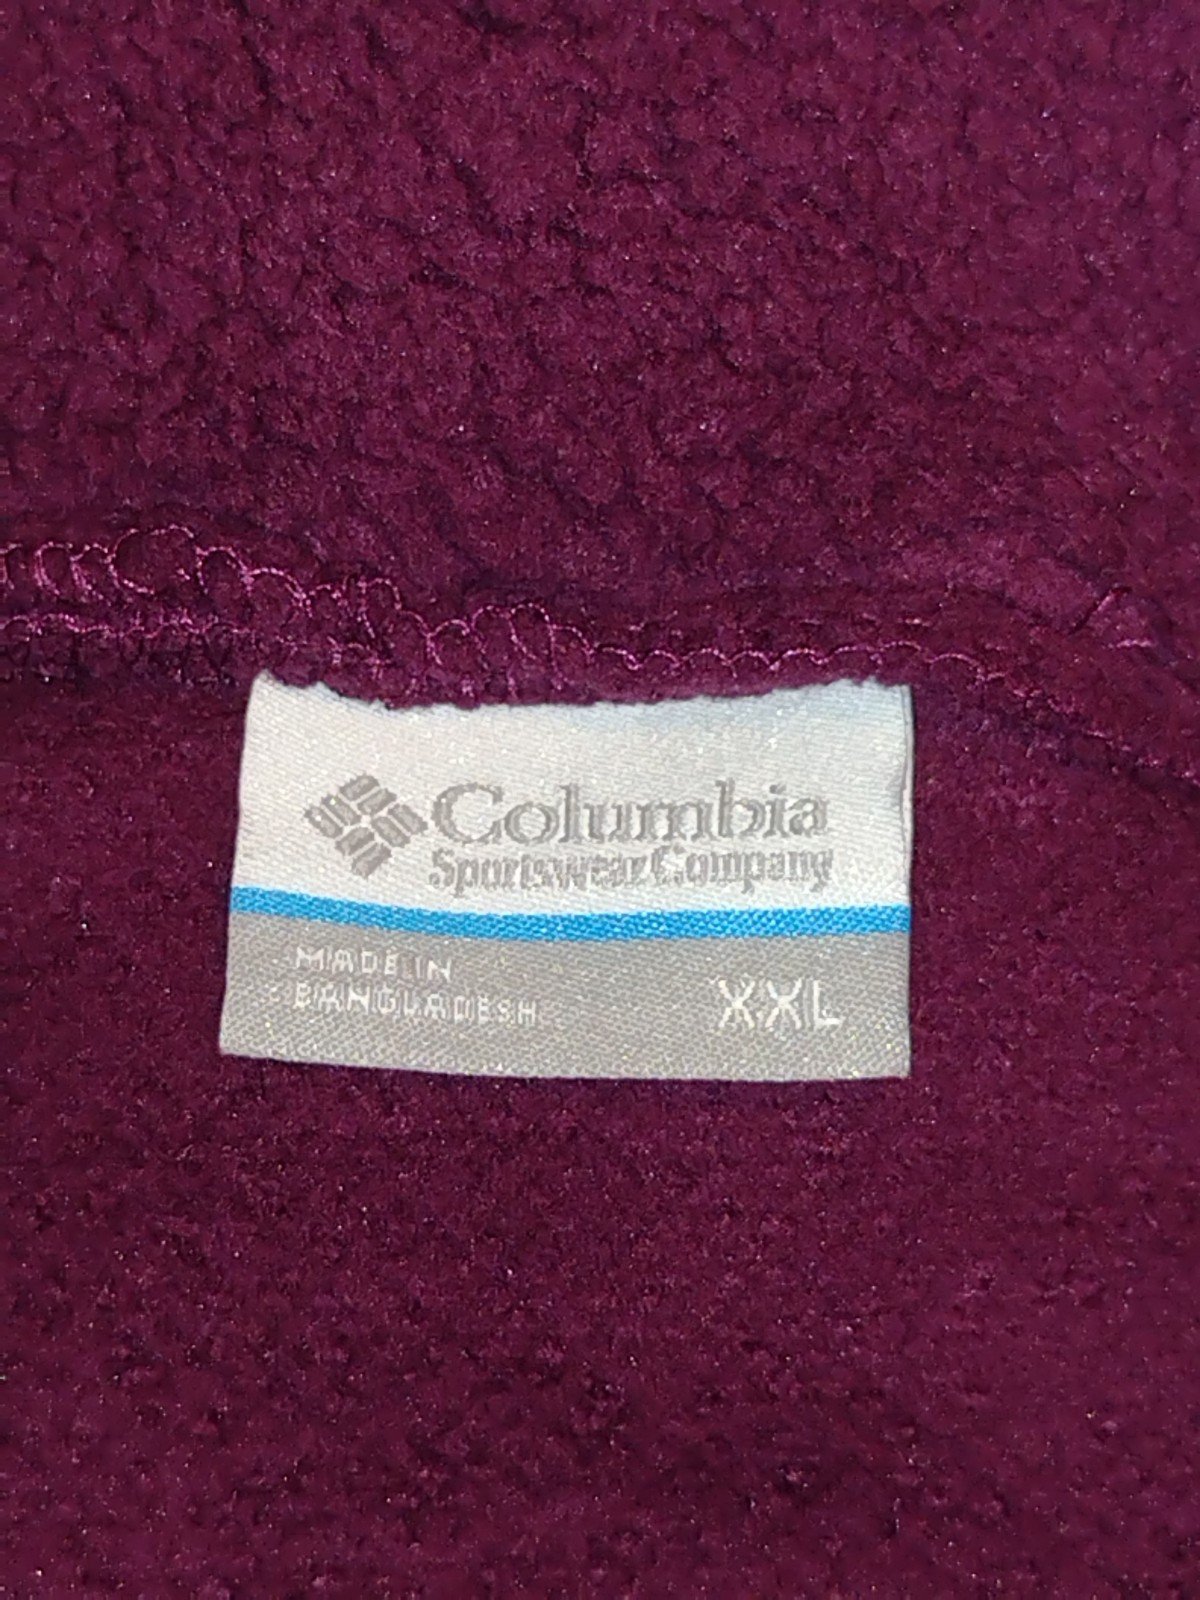 Columbia
Sportswear Company
MADE IN
BANGLADESH
XXL